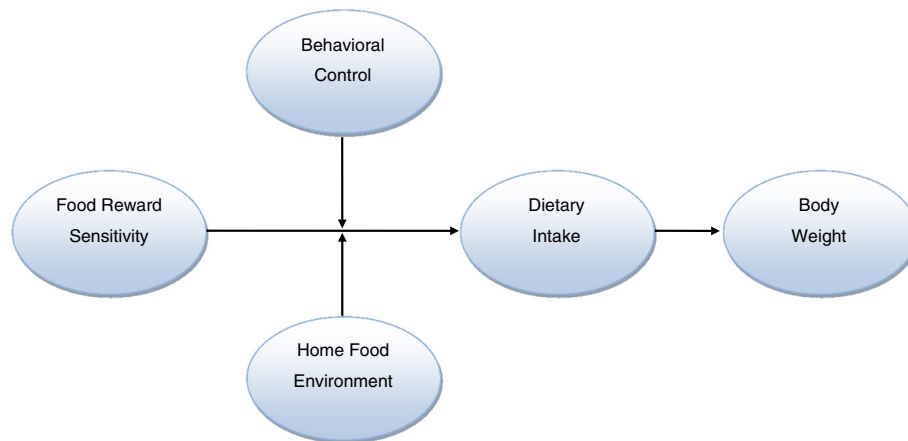 Behavioral
Control
Food Reward
Sensitivity
Dietary
Intake
Body
Weight
Home Food
Environment